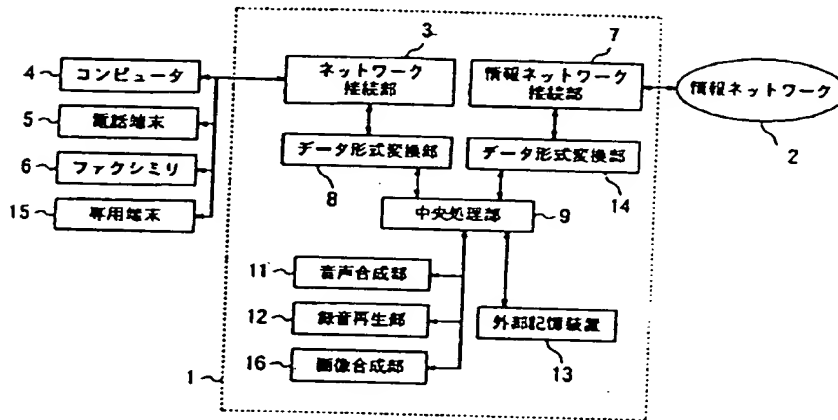 3
7
4
コンピュータ
ネットワーク
接続部
情報ネットワーク
接続部
情報ネットワーク
5
電話端末
2
6
ファクシミリ
データ形式変換部
データ形式変換部
8
14
15
専用端末
中央処理部
9
11
音声合成部
12
録音再生部
外部記憶装置
13
16
画像合成部
1